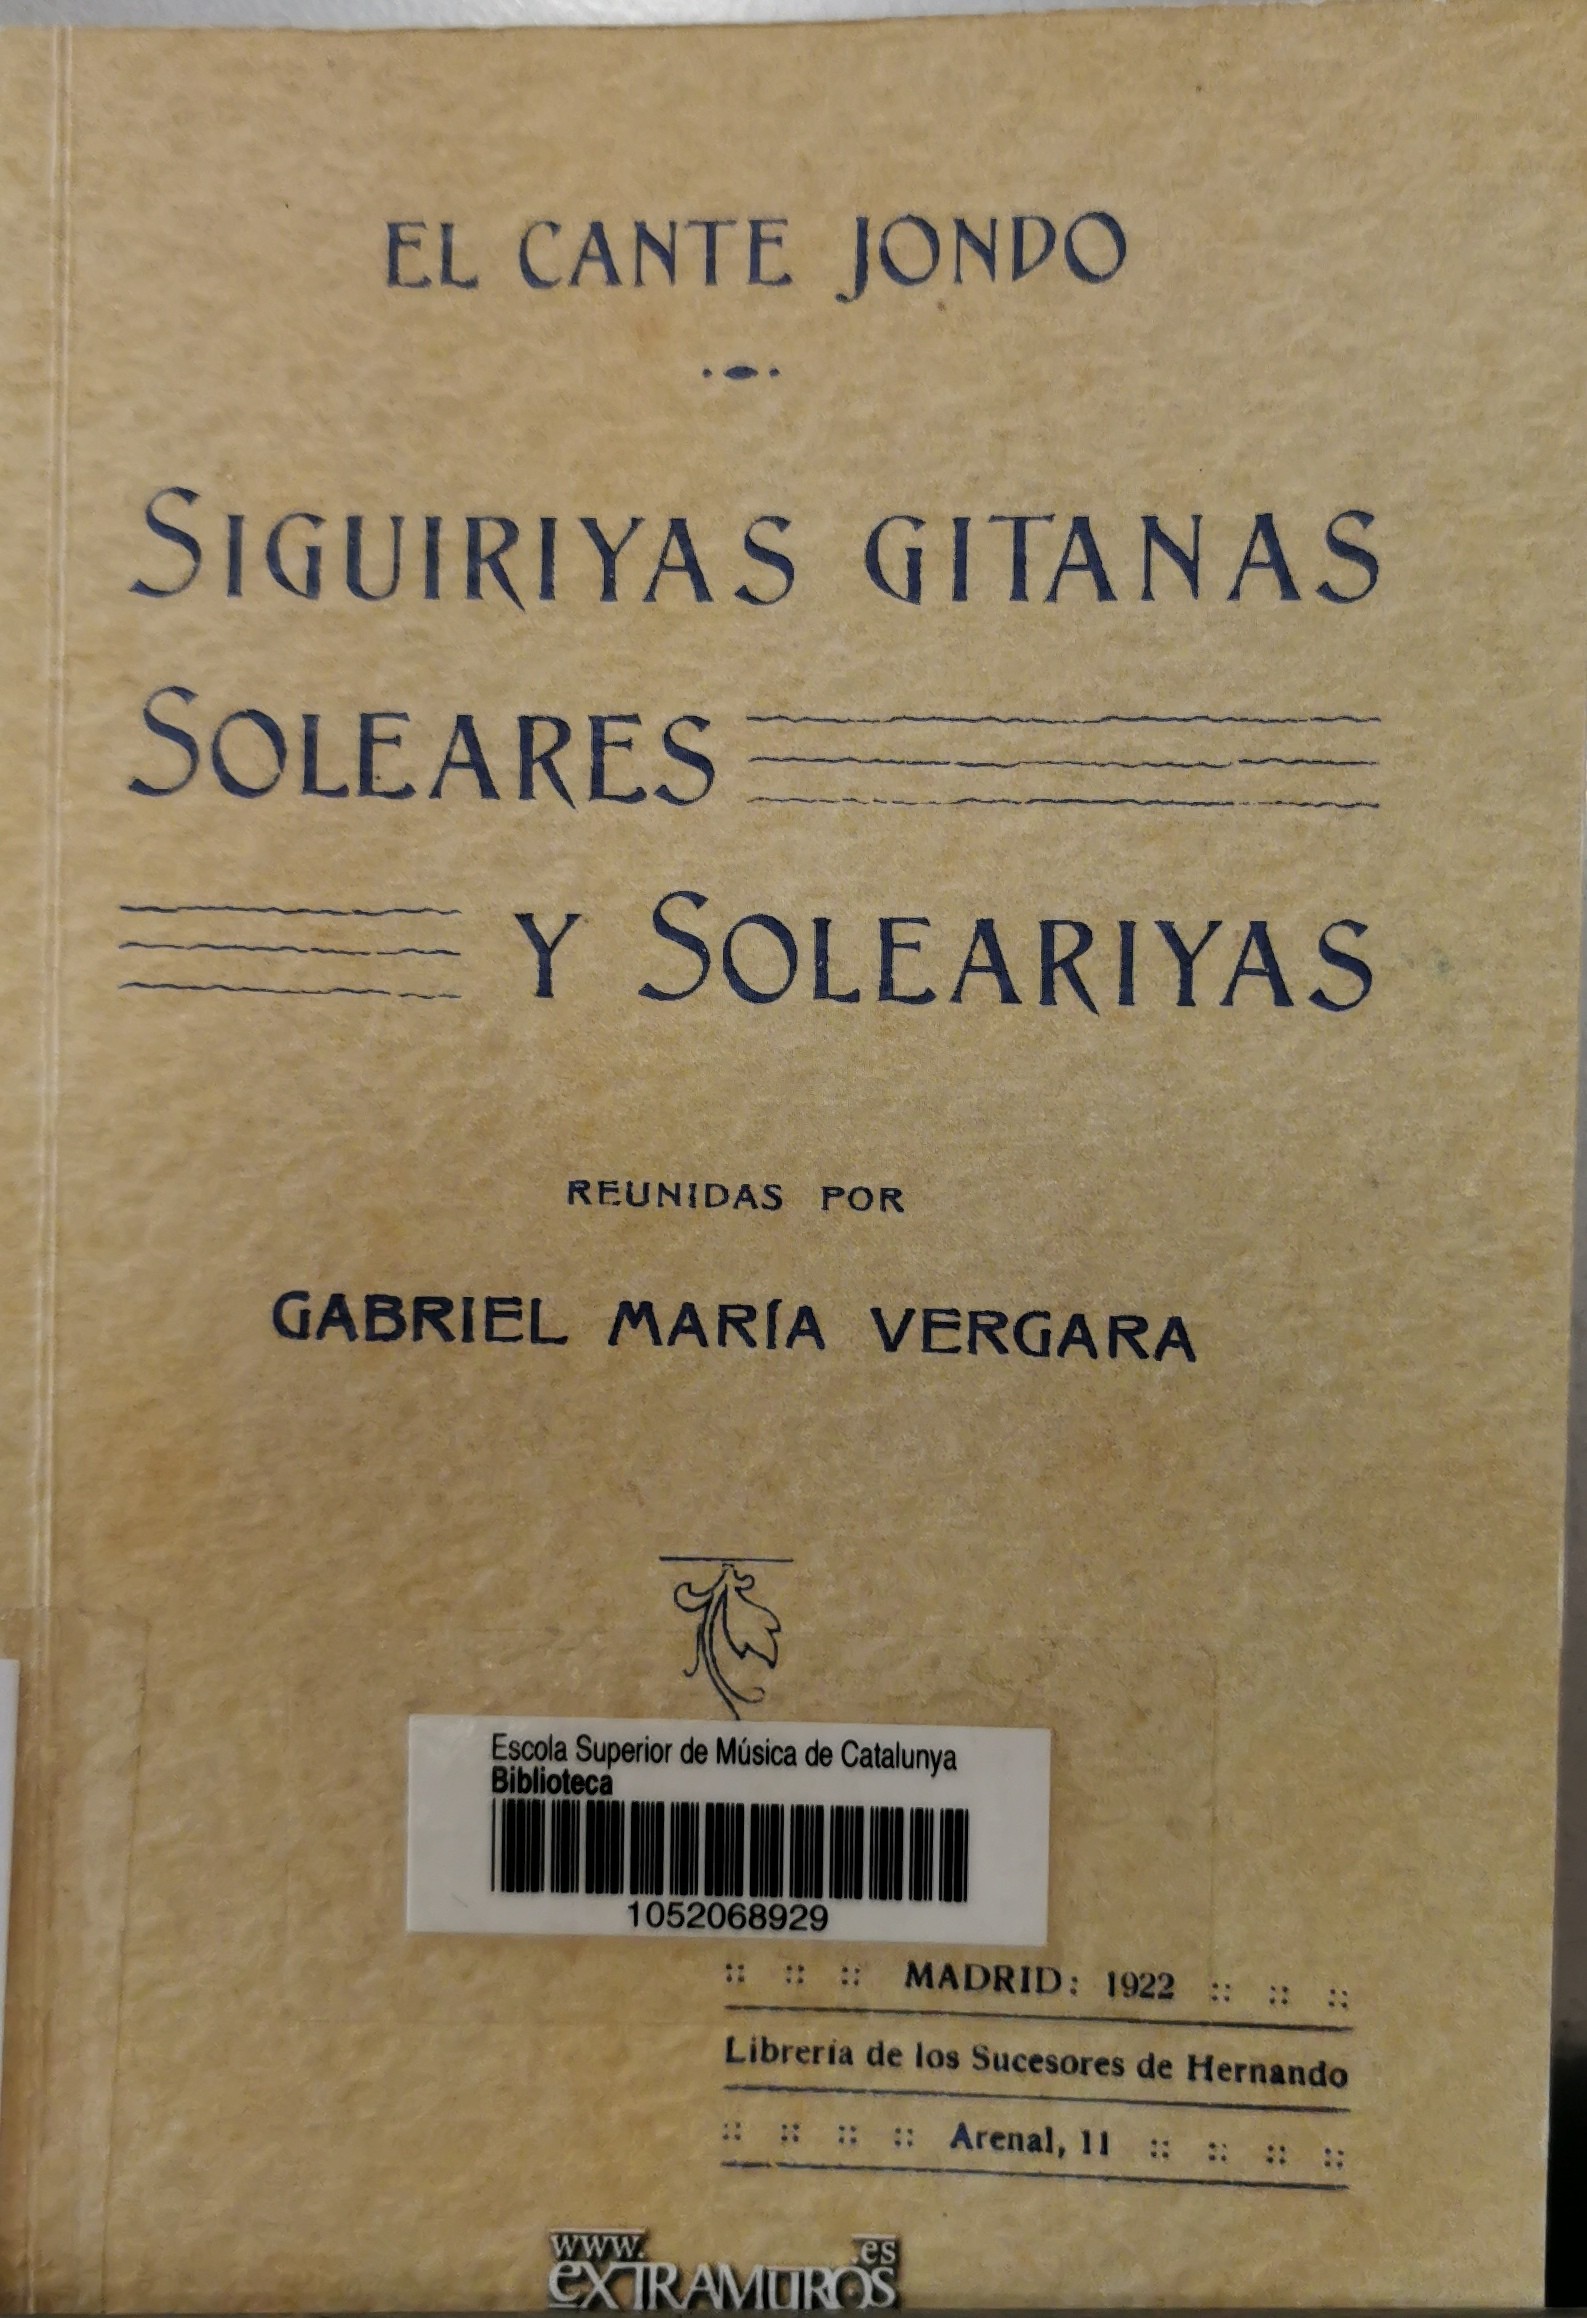 EL CANTE JONDO
SIGUIRIYAS GITANAS
SOLEARES
Y SOLEARIYAS
REUNIDAS POR
GABRIEL MARÍA VERGARA
Escola Superior de Música de Catalunya
Biblioteca
1052068929
:: :: :: MADRID: 1922 :: :: ::
Librería de los Sucesores de Hernando
:: :: :: :: Arenal, 11 :: :: :: ::
www. .es
EXTRAMUROS